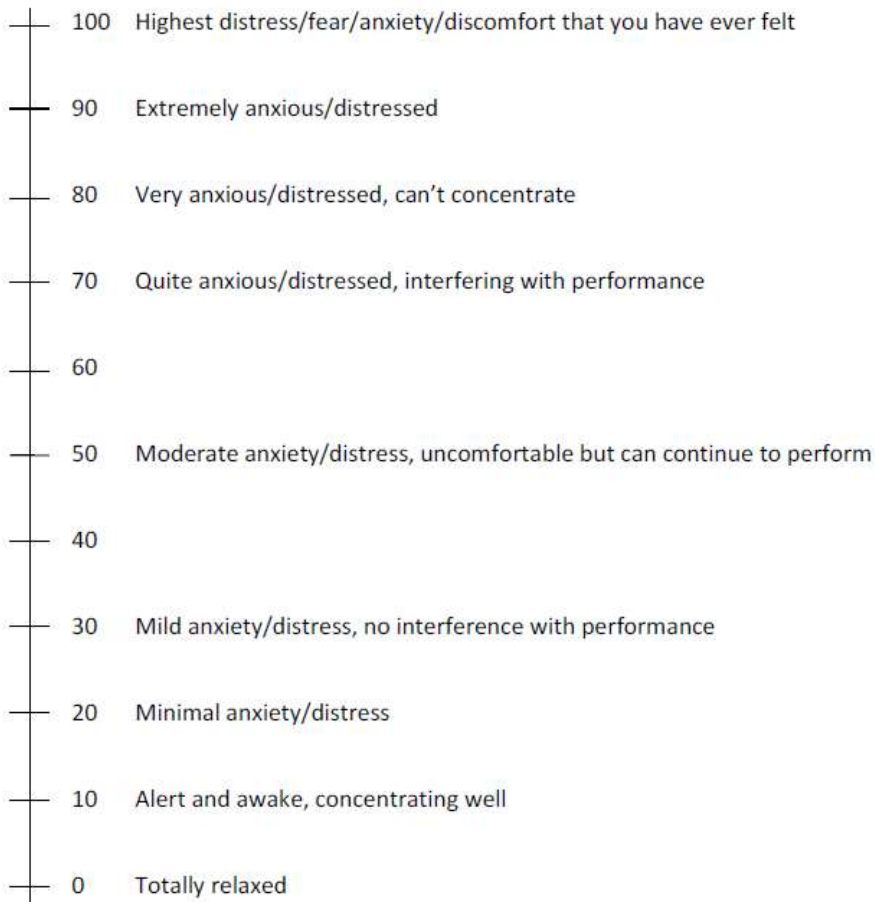 100 Highest distress/fear/anxiety/discomfort that you have ever felt
90 Extremely anxious/distressed
80 Very anxious/distressed, can't concentrate
70 Quite anxious/distressed, interfering with performance
60
50 Moderate anxiety/distress, uncomfortable but can continue to perform
40
30 Mild anxiety/distress, no interference with performance
20 Minimal anxiety/distress
10 Alert and awake, concentrating well
0 Totally relaxed